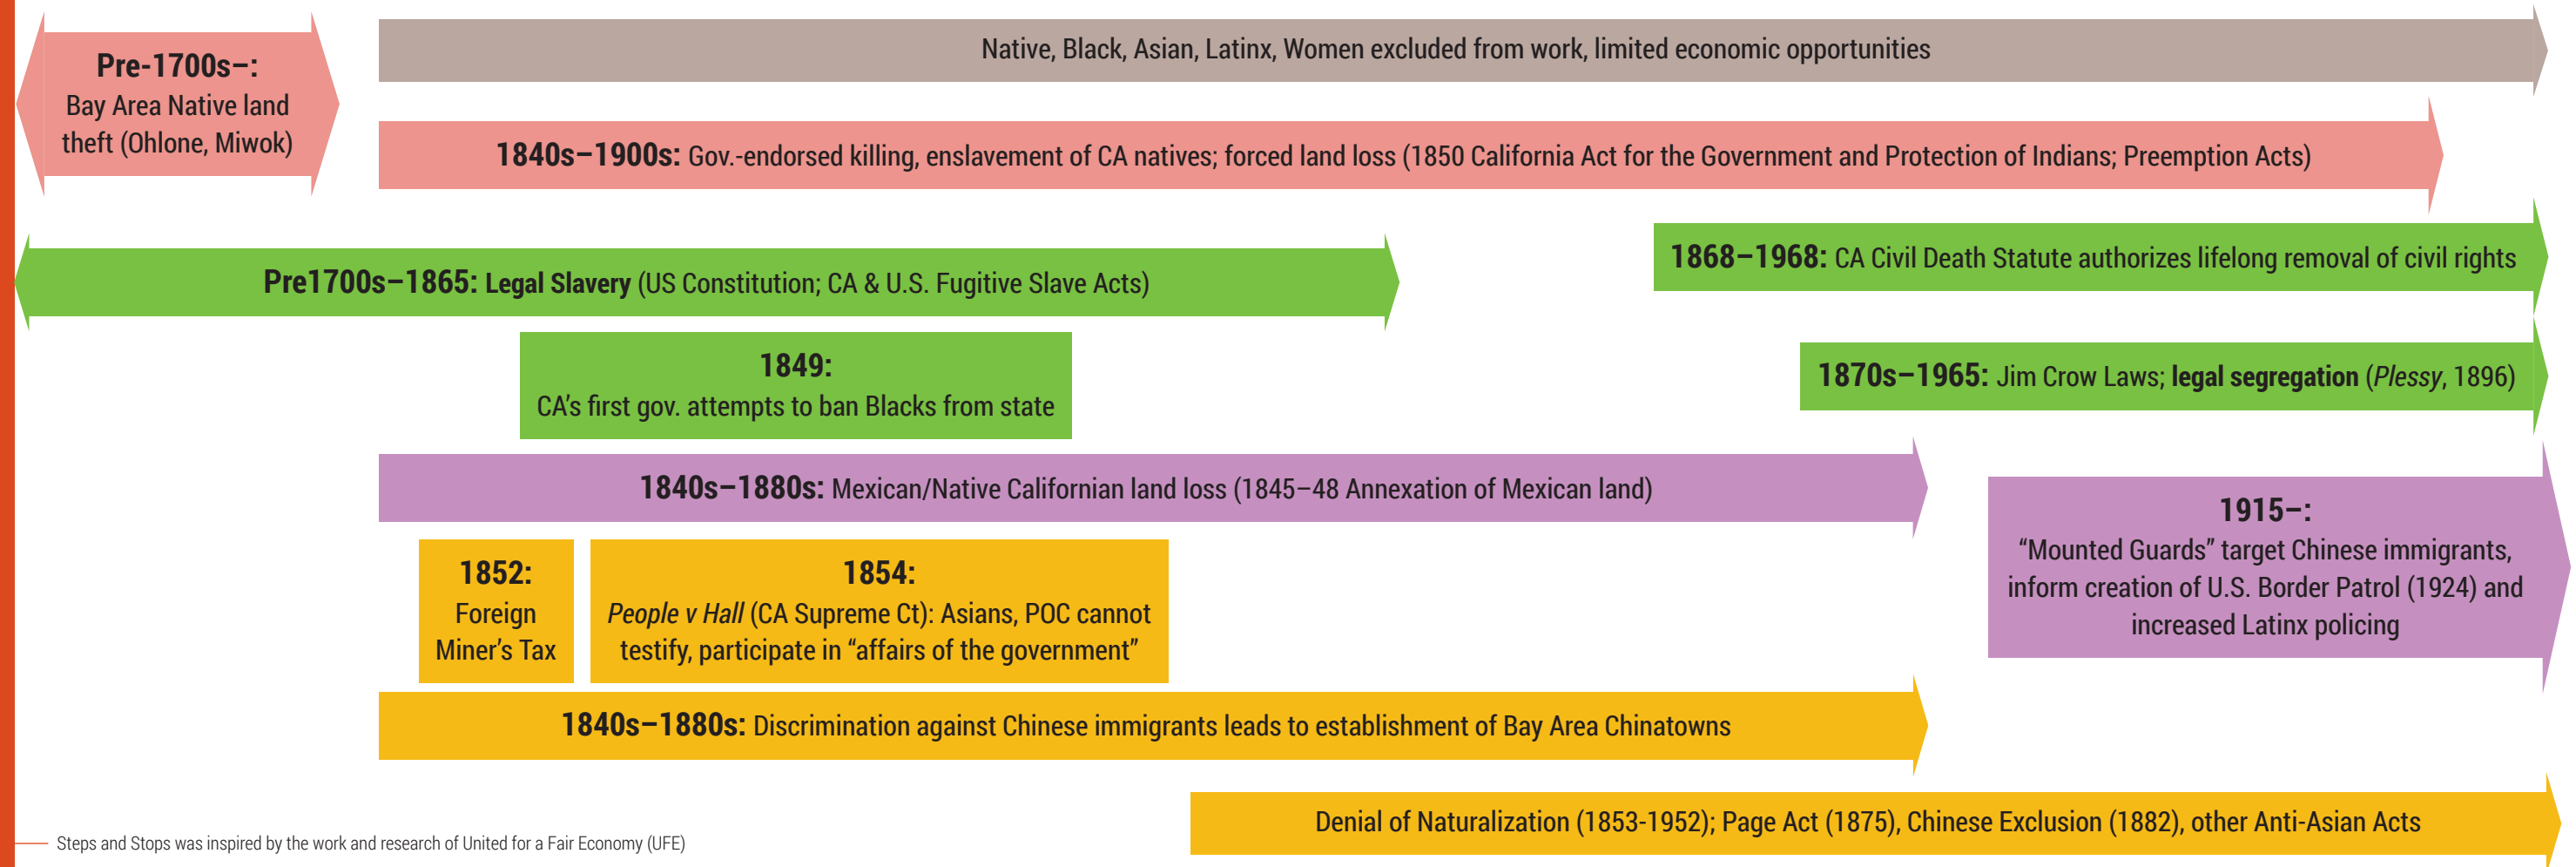 Pre-1700s–:
Bay Area Native land
theft (Ohlone, Miwok)
Native, Black, Asian, Latinx, Women excluded from work, limited economic opportunities
1840s–1900s: Gov.-endorsed killing, enslavement of CA natives; forced land loss (1850 California Act for the Government and Protection of Indians; Preemption Acts)
Pre1700s–1865: Legal Slavery (US Constitution; CA & U.S. Fugitive Slave Acts)
1868–1968: CA Civil Death Statute authorizes lifelong removal of civil rights
1849:
CA’s first gov. attempts to ban Blacks from state
1870s–1965: Jim Crow Laws; legal segregation (Plessy, 1896)
1840s–1880s: Mexican/Native Californian land loss (1845–48 Annexation of Mexican land)
1915–:
“Mounted Guards” target Chinese immigrants,
inform creation of U.S. Border Patrol (1924) and
increased Latinx policing
1852:
Foreign
Miner’s Tax
1854:
People v Hall (CA Supreme Ct): Asians, POC cannot
testify, participate in “affairs of the government”
1840s–1880s: Discrimination against Chinese immigrants leads to establishment of Bay Area Chinatowns
Denial of Naturalization (1853-1952); Page Act (1875), Chinese Exclusion (1882), other Anti-Asian Acts
Steps and Stops was inspired by the work and research of United for a Fair Economy (UFE)